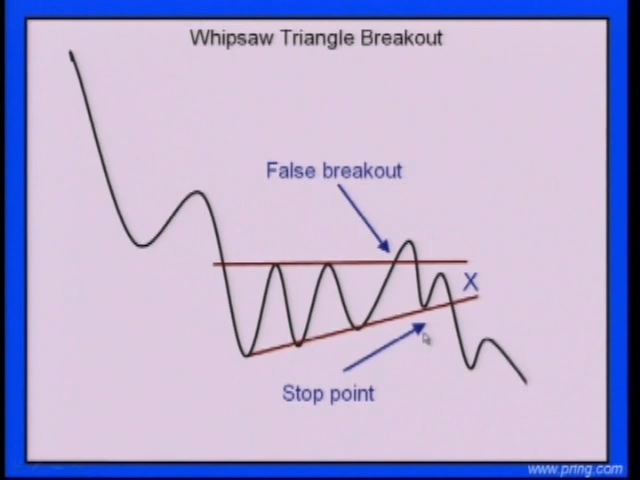 Whipsaw Triangle Breakout
False breakout
X
Stop point
www.pring.com